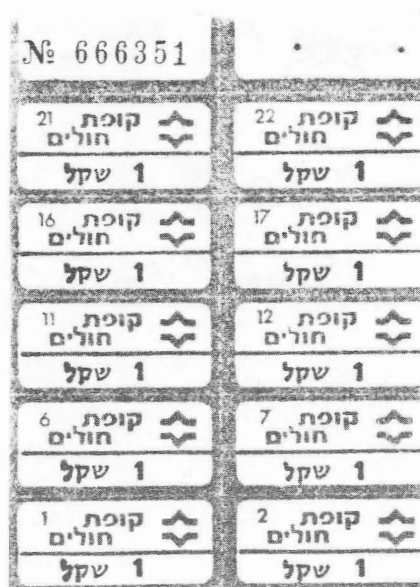 № 666351
קופת 21
חולים
1 שקל
קופת 22
חולים
1 שקל
קופת 16
חולים
1 שקל
קופת 17
חולים
1 שקל
קופת 11
חולים
1 שקל
קופת 12
חולים
1 שקל
קופת 6
חולים
1 שקל
קופת 7
חולים
1 שקל
קופת 1
חולים
1 שקל
קופת 2
חולים
1 שקל